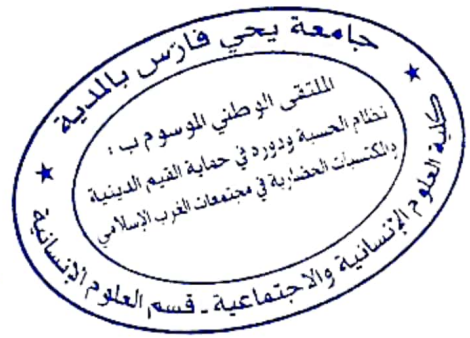 جامعة يحي فارس بالمدية
الملتقى الوطني الموسوم ب :
نظام الحسبة ودوره في حماية القيم الدينية
والمكتسبات الحضارية في مجتمعات الغرب الإسلامي
كلية العلوم الإنسانية والاجتماعية - قسم العلوم الإنسانية